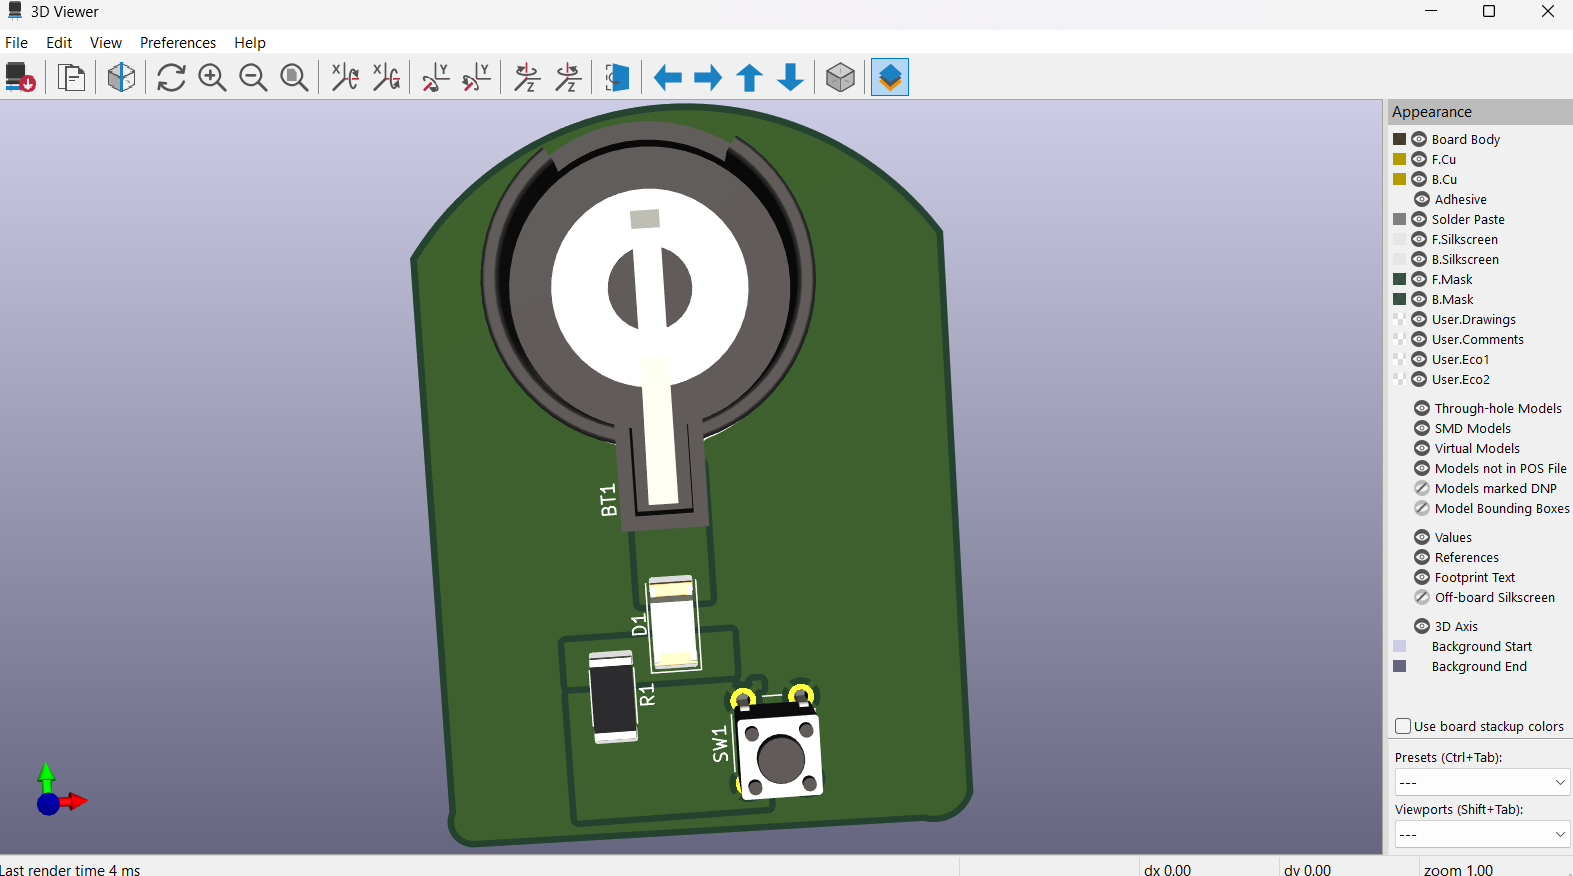 3D Viewer
File Edit View Preferences Help
X X Y Y Z Z
Appearance
Board Body
F.Cu
B.Cu
Adhesive
Solder Paste
F.Silkscreen
B.Silkscreen
F.Mask
B.Mask
User.Drawings
User.Comments
User.Eco1
User.Eco2
Through-hole Models
SMD Models
Virtual Models
Models not in POS File
Models marked DNP
Model Bounding Boxes
Values
References
Footprint Text
Off-board Silkscreen
3D Axis
Background Start
Background End
Use board stackup colors
Presets (Ctrl+Tab):
---
Viewports (Shift+Tab):
---
BT1
D1
R1
SW1
Last render time 4 ms
dx 0.00
dy 0.00
zoom 1.00